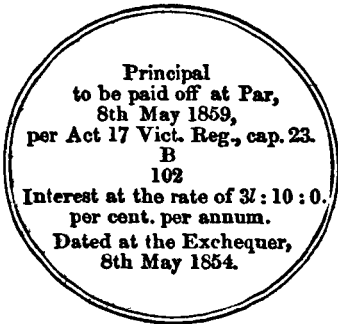 Principal
to be paid off at Par,
8th May 1859,
per Act 17 Vict. Reg., cap. 23.
B
102
Interest at the rate of 3l : 10 : 0.
per cent. per annum.
Dated at the Exchequer,
8th May 1854.